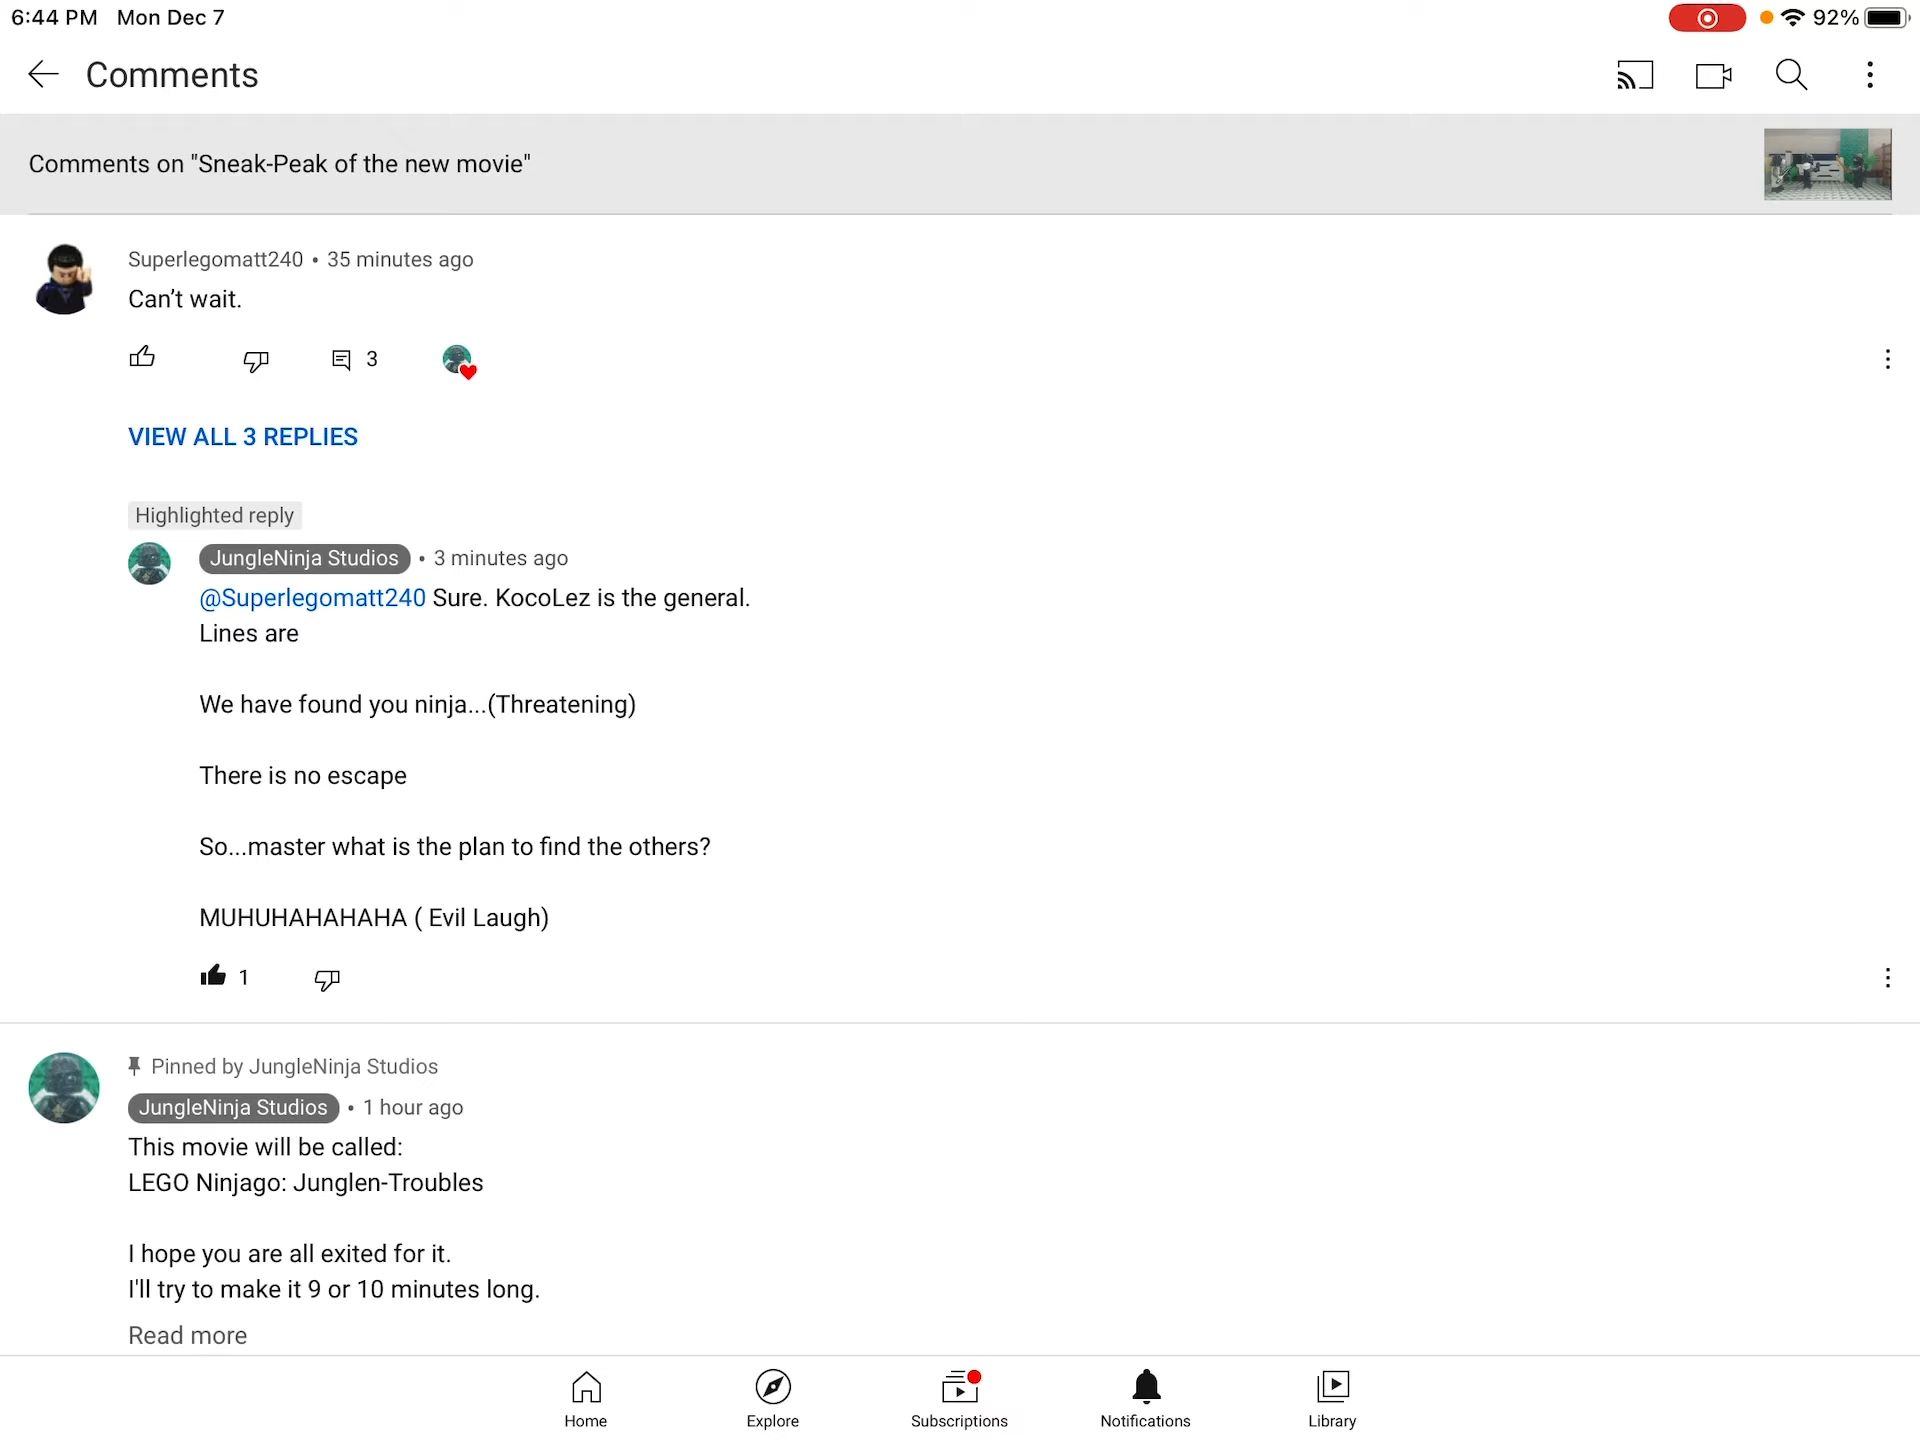 6:44 PM Mon Dec 7
92%
Comments
Comments on "Sneak-Peak of the new movie"
Superlegomatt240 • 35 minutes ago
Can’t wait.
3
VIEW ALL 3 REPLIES
Highlighted reply
JungleNinja Studios • 3 minutes ago
@Superlegomatt240 Sure. KocoLez is the general.
Lines are
We have found you ninja...(Threatening)
There is no escape
So...master what is the plan to find the others?
MUHUHAHAHAHA ( Evil Laugh)
1
Pinned by JungleNinja Studios
JungleNinja Studios • 1 hour ago
This movie will be called:
LEGO Ninjago: Junglen-Troubles
I hope you are all exited for it.
I'll try to make it 9 or 10 minutes long.
Read more
Home Explore Subscriptions Notifications Library